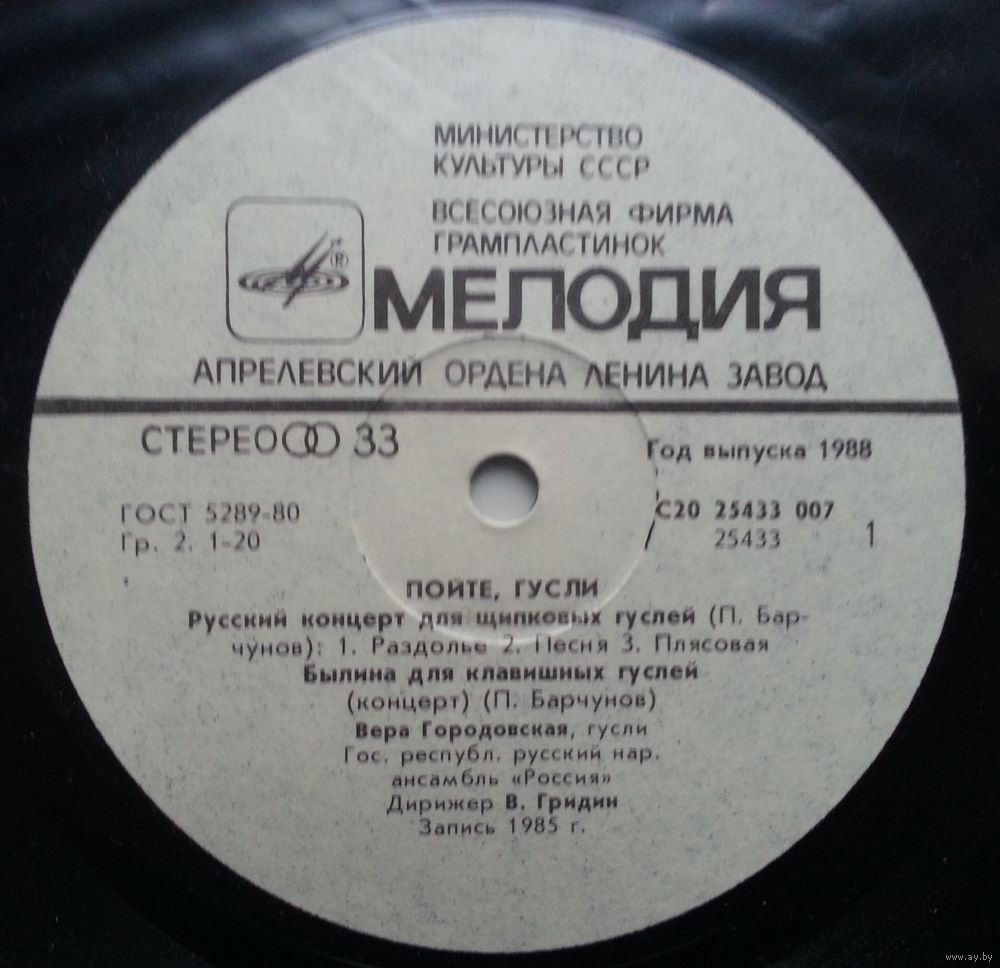 МИНИСТЕРСТВО
КУЛЬТУРЫ СССР
ВСЕСОЮЗНАЯ ФИРМА
ГРАМПЛАСТИНОК
(R)
МЕЛОДИЯ
АПРЕЛЕВСКИЙ ОРДЕНА ЛЕНИНА ЗАВОД
СТЕРЕО 33
Год выпуска 1988
ГОСТ 5289-80
Гр. 2. 1-20
С20 25433 007
25433
1
ПОЙТЕ, ГУСЛИ
Русский концерт для щипковых гуслей (П. Бар-
чунов): 1. Раздолье 2. Песня 3. Плясовая
Былина для клавишных гуслей
(концерт) (П. Барчунов)
Вера Городовская, гусли
Гос. республ. русский нар.
ансамбль «Россия»
Дирижер В. Гридин
Запись 1985 г.
www.ay.by